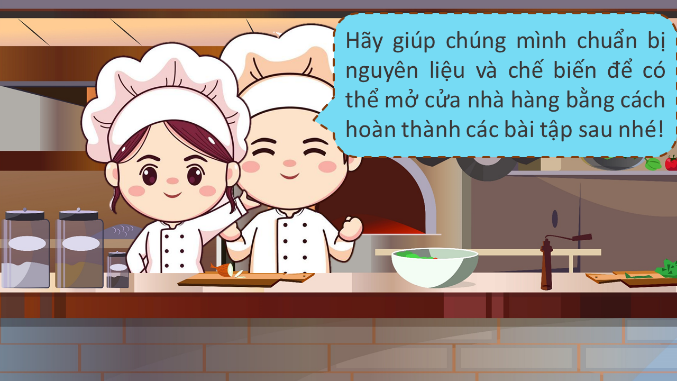 Hãy giúp chúng mình chuẩn bị
nguyên liệu và chế biến để có
thể mở cửa nhà hàng bằng cách
hoàn thành các bài tập sau nhé!